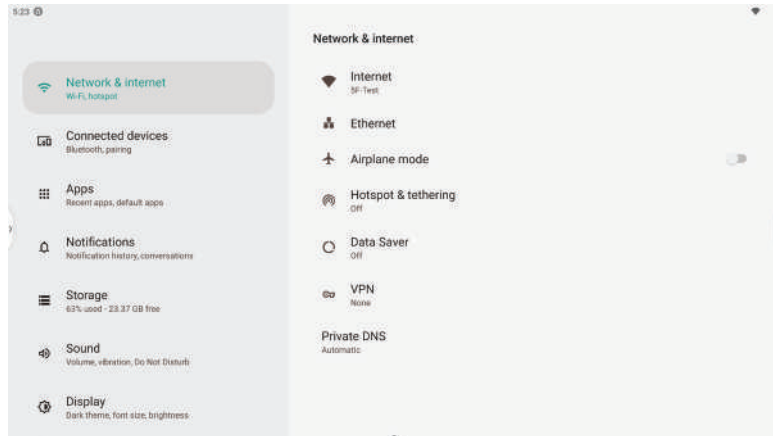 5:23
Network & internet
Wi-Fi, hotspot
Connected devices
Bluetooth, pairing
Apps
Recent apps, default apps
Notifications
Notification history, conversations
Storage
63% used - 23.37 GB free
Sound
Volume, vibration, Do Not Disturb
Display
Dark theme, font size, brightness
Network & internet
Internet
5F-Test
Ethernet
Airplane mode
Hotspot & tethering
Off
Data Saver
Off
VPN
None
Private DNS
Automatic